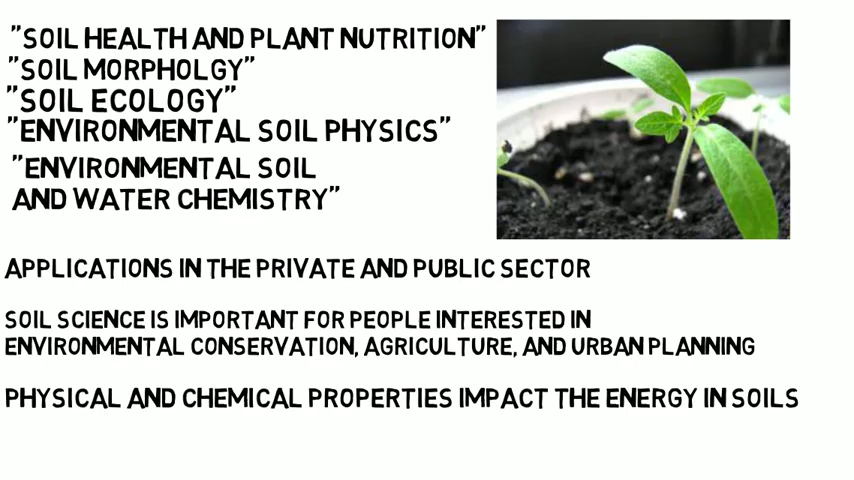 "SOIL HEALTH AND PLANT NUTRITION"
"SOIL MORPHOLGY"
"SOIL ECOLOGY"
"ENVIRONMENTAL SOIL PHYSICS"
"ENVIRONMENTAL SOIL
AND WATER CHEMISTRY"
APPLICATIONS IN THE PRIVATE AND PUBLIC SECTOR
SOIL SCIENCE IS IMPORTANT FOR PEOPLE INTERESTED IN
ENVIRONMENTAL CONSERVATION, AGRICULTURE, AND URBAN PLANNING
PHYSICAL AND CHEMICAL PROPERTIES IMPACT THE ENERGY IN SOILS